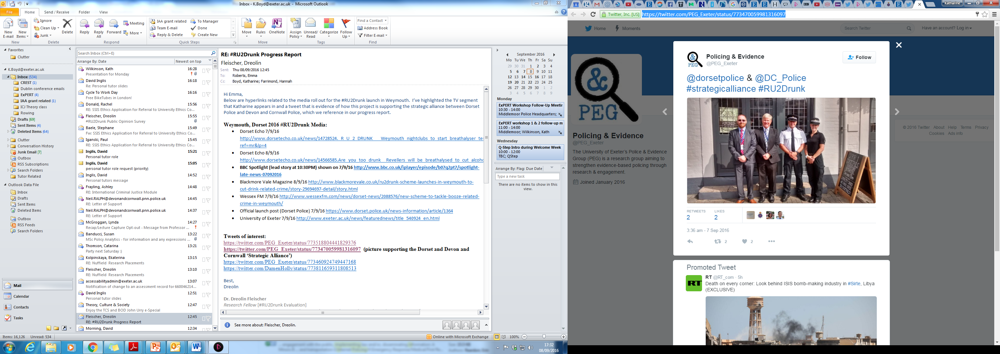 Inbox - K.Boyd@exeter.ac.uk - Microsoft Outlook
File Home Send / Receive Folder View
New E-mail
New Items
New
Ignore
Clean Up
Junk
Delete
Delete
Reply
Reply All
Forward
Meeting
More
Respond
IAA grant related
Team E-mail
Reply & Delete
To Manager
Done
Create New
Quick Steps
Move
Rules
OneNote
Move
Assign Policy
Unread/ Read
Categorize
Follow Up
Tags
Find a Contact
Address Book
Filter E-mail
Find
Favorites
Clutter
K.Boyd@exeter.ac.uk
Inbox (534)
CREST (1)
Dublin conference emails
ExPERT (4)
IAA grant related (1)
ICJ Theory class
Rowing
Drafts [69]
Sent Items (4)
Deleted Items (64)
Clutter
Conversation History
Junk Email [7]
Outbox
RSS Subscriptions
Search Folders
Tutor Related
Outlook Data File
Inbox
Drafts
Sent Items
Deleted Items
Outbox
RSS Feeds
Search Folders
Mail
Calendar
Contacts
Tasks
Search Inbox (Ctrl+E)
Arrange By: Date Newest on top
Wilkinson, Kath 16:28
Presentation for Monday
David Inglis 16:18
Re: Personal tutor slides
Cycle To Work Day 16:16
Free BikeTubes in London!
Donald, Rachel 15:56
RE: SSIS Ethics Application for Referral to University Ethics Co...
Fleischer, Dreolin 15:55
#RU2Drunk Public Opinion Survey
Baele, Stephane 15:49
Fw: SSIS Ethics Application for Referral to University Ethics Co...
Iganski, Paul 15:45
RE: SSIS Ethics Application for Referral to University Ethics Co...
Inglis, David 15:21
Personal tutor role
Inglis, David 15:05
personal tutor role request (priority)
Inglis, David 14:52
Personal tutors message
Frayling, Ashley 14:48
RE: International Criminal Justice Module
Neil.RALPH@devonandcornwall.pnn.police.uk 14:45
RE: Letter of Support
Neil.RALPH@devonandcornwall.pnn.police.uk 14:37
RE: Letter of Support
McGroggan, Lynda 14:27
Recap/Lecture Capture Opt-out - Message from Professor ...
Banducci, Susan 13:22
MSc Policy Analytics - for information and any expressions ...
Thomson, Catarina 13:21
Party next Saturday :)
Kolpinskaya, Ekaterina 13:15
RE: Nuffield Research Placements
Fleischer, Dreolin 13:10
RE: Nuffield Research Placements
accessabilityadmin@exeter.ac.uk 13:07
Notification of change to an assessment record for 660046214...
David Inglis 12:51
Personal tutor slides
Theory, Culture & Society 12:47
Enjoy the TCS and BOD John Urry e-Special
Fleischer, Dreolin 12:45
RE: #RU2Drunk Progress Report
Morning, David 12:34
RE: #RU2Drunk Progress Report
Fleischer, Dreolin
Sent: Thu 08/09/2016 12:45
To: Roberts, Emma
Cc: Boyd, Katharine; Farrimond, Hannah
Hi Emma,
Below are hyperlinks related to the media roll out for the #RU2Drunk launch in Weymouth. I've highlighted the TV segment
that Katharine appears in and a tweet that is evidence of how this project is supporting the strategic alliance between Dorset
Police and Devon and Cornwall Police, which we reference in our progress report.
Weymouth, Dorset 2016 #RU2Drunk Media:
• Dorset Echo 7/9/16
http://www.dorsetecho.co.uk/news/14728524._R_U_2_DRUNK___Weymouth_nightclubs_to_start_breathalyser_te
ref=mr&lp=4
• Dorset Echo 8/9/16
http://www.dorsetecho.co.uk/news/14566585.Are_you_too_drunk__Revellers_will_be_breathalysed_to_cut_alcoho
• BBC Spotlight (lead story at 10:30PM) shown on 7/9/16 http://www.bbc.co.uk/iplayer/episode/b07q2pt7/spotlight-
late-news-07092016
• Blackmore Vale Magazine 8/9/16 http://www.blackmorevale.co.uk/ru2drunk-scheme-launches-in-weymouth-to-
cut-drink-related-crime/story-29694697-detail/story.html
• Wessex FM 7/9/16 http://www.wessexfm.com/news/dorset-news/2088576/new-scheme-to-tackle-booze-related-
crime-in-weymouth/
• Official launch post (Dorset Police) 7/9/16 https://www.dorset.police.uk/news-information/article/1364
• University of Exeter 7/9/16 http://www.exeter.ac.uk/news/featurednews/title_540924_en.html
Tweets of interest:
https://twitter.com/PEG_Exeter/status/773518804441829376
https://twitter.com/PEG_Exeter/status/773470059981316097 (picture supporting the Dorset and Devon and
Cornwall 'Strategic Alliance')
https://twitter.com/PEG_Exeter/status/773460924749447168
https://twitter.com/DamenHolly/status/773811659311808513
Best,
Dreolin
Dr. Dreolin Fleischer
Research Fellow [#RU2Drunk Evaluation]
See more about: Fleischer, Dreolin.
September 2016
Mo Tu We Th Fr Sa Su
29 30 31 1 2 3 4
5 6 7 8 9 10 11
12 13 14 15 16 17 18
19 20 21 22 23 24 25
26 27 28 29 30 1 2
3 4 5 6 7 8 9
Monday
ExPERT Workshop Follow-Up Meetin
10:30 - 14:00
Middlemoor Police Headquarters;
ExPERT workshop 1 & 2 follow-up m
11:00 - 14:00
Middlemoor; Wilkinson, Kath
Wednesday
Q-Step Intro during Welcome Week
10:00 - 12:00
TBC; QStep
Arrange By: Flag: Due Date
Type a new task
There are no items to show in this
view.
Items: 16,126 Unread: 534
Online with Microsoft Exchange 100%
17:32
08/09/2016
Katharine
Twitter, Inc. [US] https://twitter.com/PEG_Exeter/status/773470059981316097
Home Moments
Search Twitter
Have an account? Log in
& PEG
Policing & Evidence
@PEG_Exeter
The University of Exeter's Police & Evidence
Group (PEG) is a research group aiming to
strengthen evidence-based policing through
research & engagement.
Joined January 2016
& PEG
Policing & Evidence
@PEG_Exeter
Follow
@dorsetpolice & @DC_Police
#strategicalliance #RU2Drunk
NEW
MENU
2 FOR 1
COCKTAILS
RETWEETS 2
LIKES 2
3:36 am - 7 Sep 2016
2 2
Promoted Tweet
RT @RT_com · 5h
Death on every corner: Look behind ISIS bomb-making industry in #Sirte, Libya
(EXCLUSIVE)
© 2016 Twitter About Help Terms Privacy
Cookies Ads info